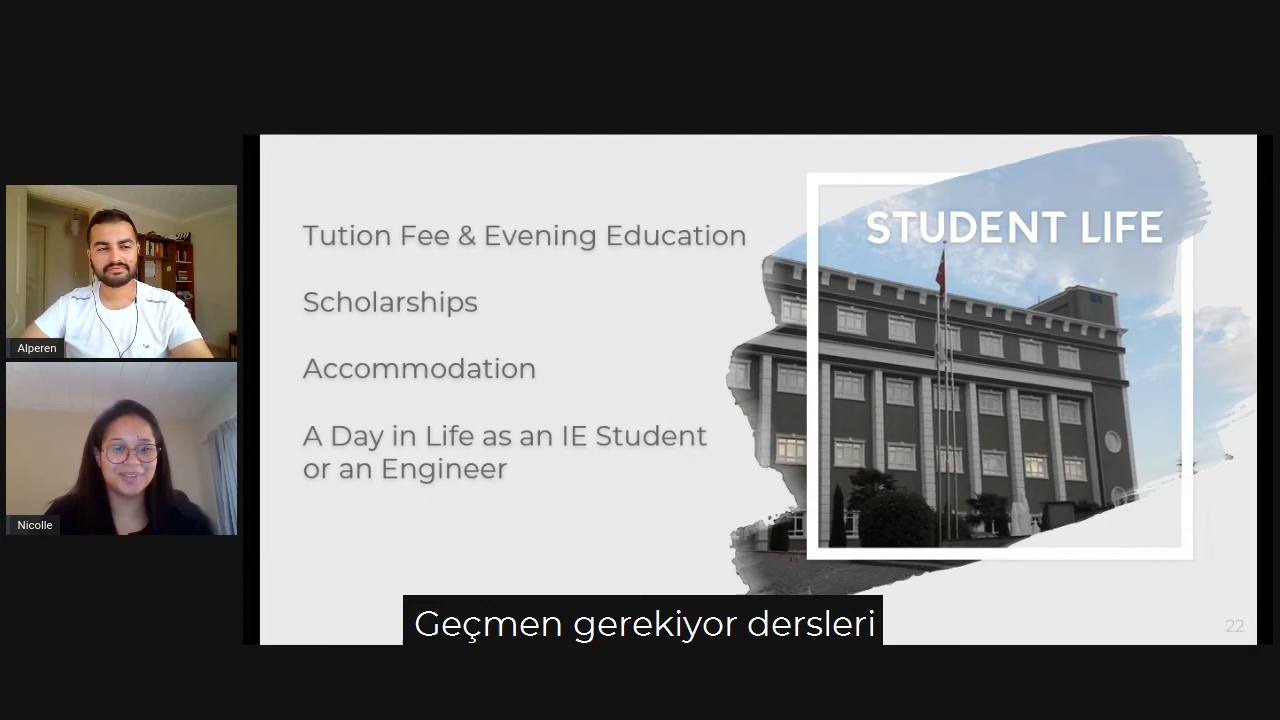 Tution Fee & Evening Education
Scholarships
Accommodation
A Day in Life as an IE Student
or an Engineer
STUDENT LIFE
Alperen
Nicolle
Geçmen gerekiyor dersleri
22